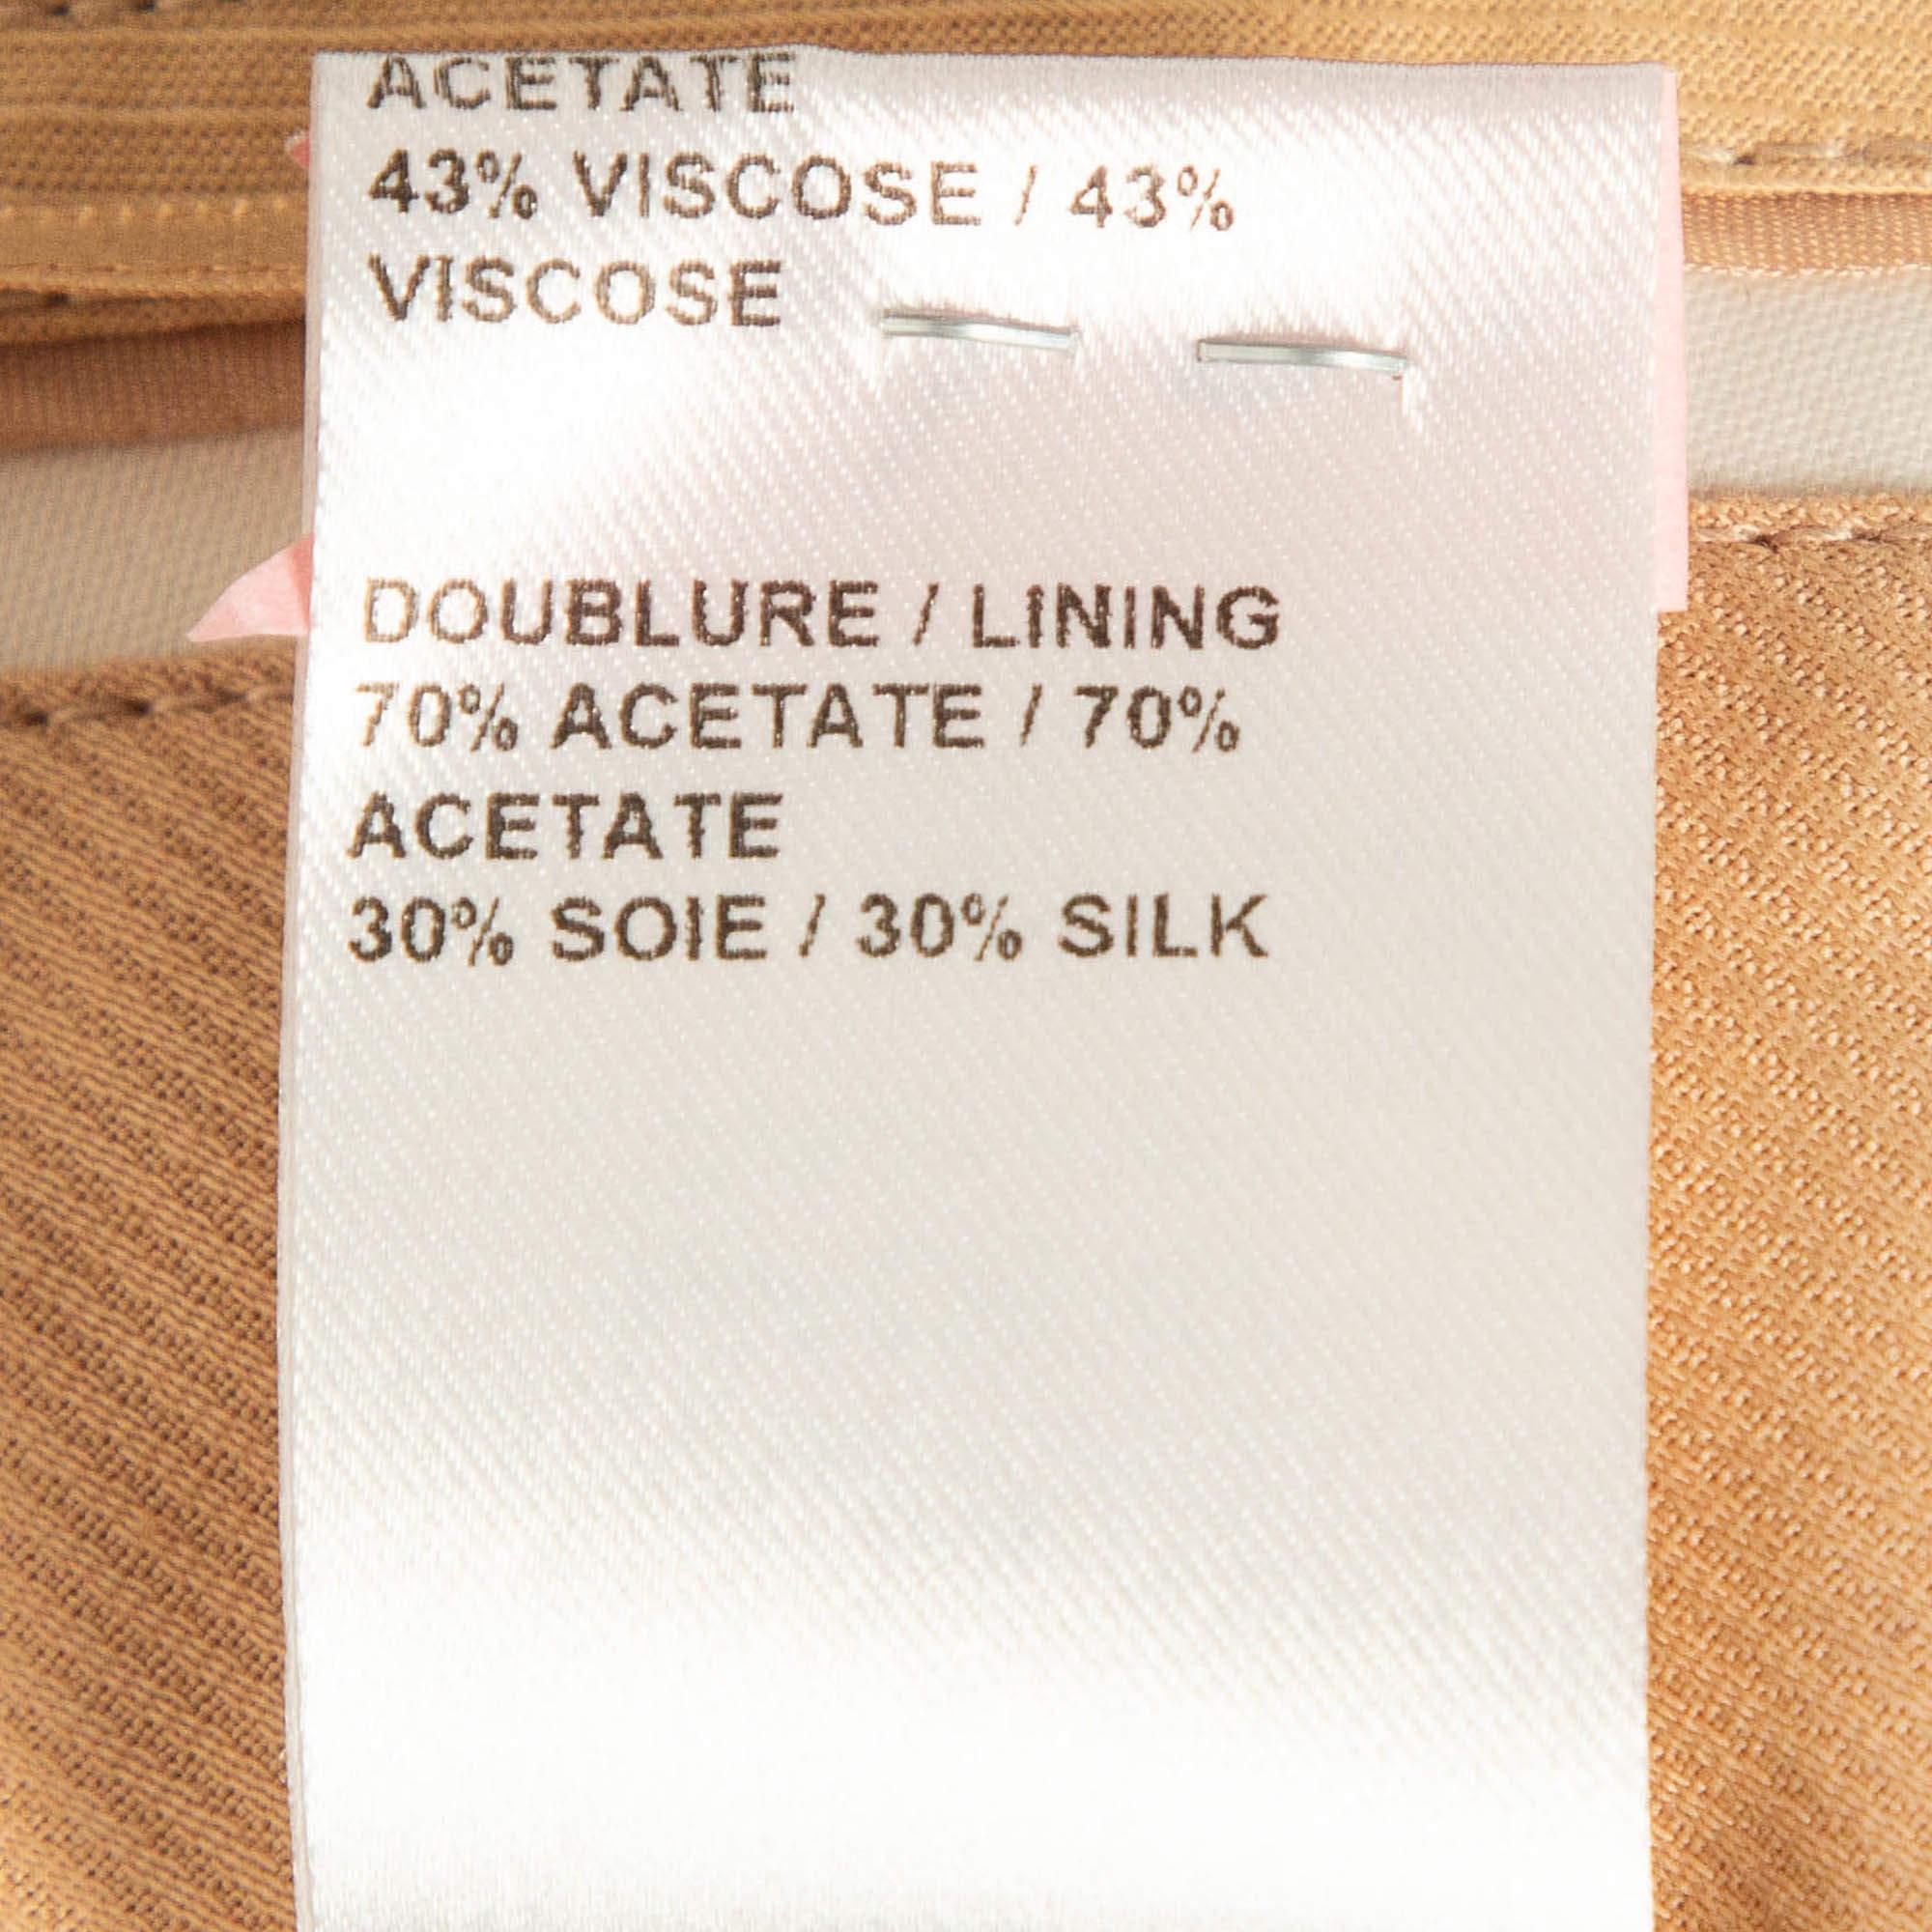 ACETATE
43% VISCOSE / 43%
VISCOSE
DOUBLURE / LINING
70% ACETATE / 70%
ACETATE
30% SOIE / 30% SILK